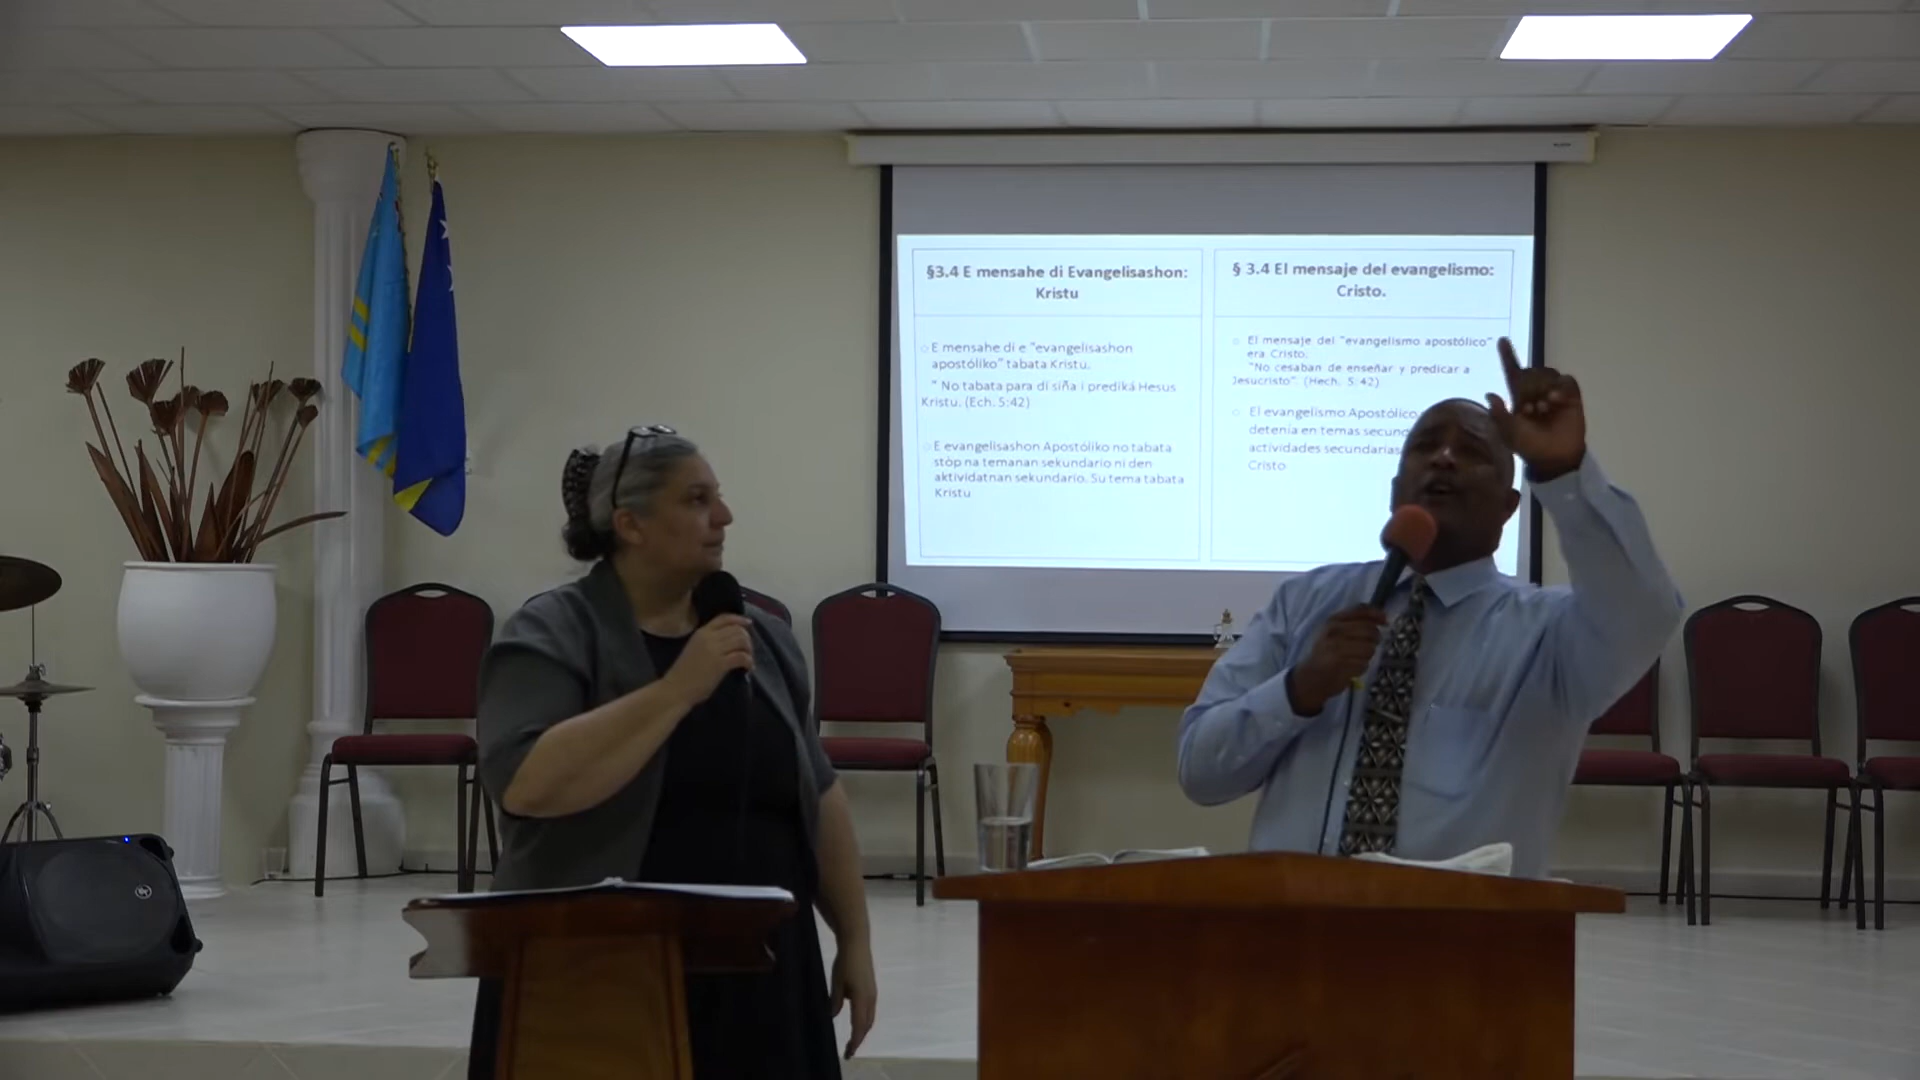 §3.4 E mensahe di Evangelisashon:
Kristu
E mensahe di e "evangelisashon
apostóliko" tabata Kristu.
" No tabata para di siña i prediká Hesus
Kristu. (Ech. 5:42)
E evangelisashon Apostóliko no tabata
stòp na temanan sekundario ni den
aktividatnan sekundario. Su tema tabata
Kristu
§ 3.4 El mensaje del evangelismo:
Cristo.
El mensaje del "evangelismo apostólico"
era Cristo.
"No cesaban de enseñar y predicar a
Jesucristo". (Hech. 5:42)
El evangelismo Apostólico
detenía en temas
actividades secundarias
Cristo